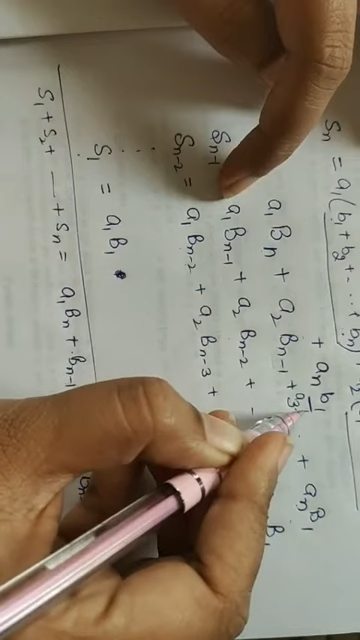 Sₙ = a₁(b₁ + b₂ + ... + bₙ) + 2(
+ aₙb₁
a₁Bₙ + a₂Bₙ₋₁ + a₃ . + aₙB₁
Sₙ₋₁ a₁Bₙ₋₁ + a₂Bₙ₋₂ + - B₁
Sₙ₋₂ = a₁Bₙ₋₂ + a₂Bₙ₋₃ +
⋮
S₁ = a₁B₁
S₁ + S₂ + — + Sₙ = a₁Bₙ + Bₙ₋₁